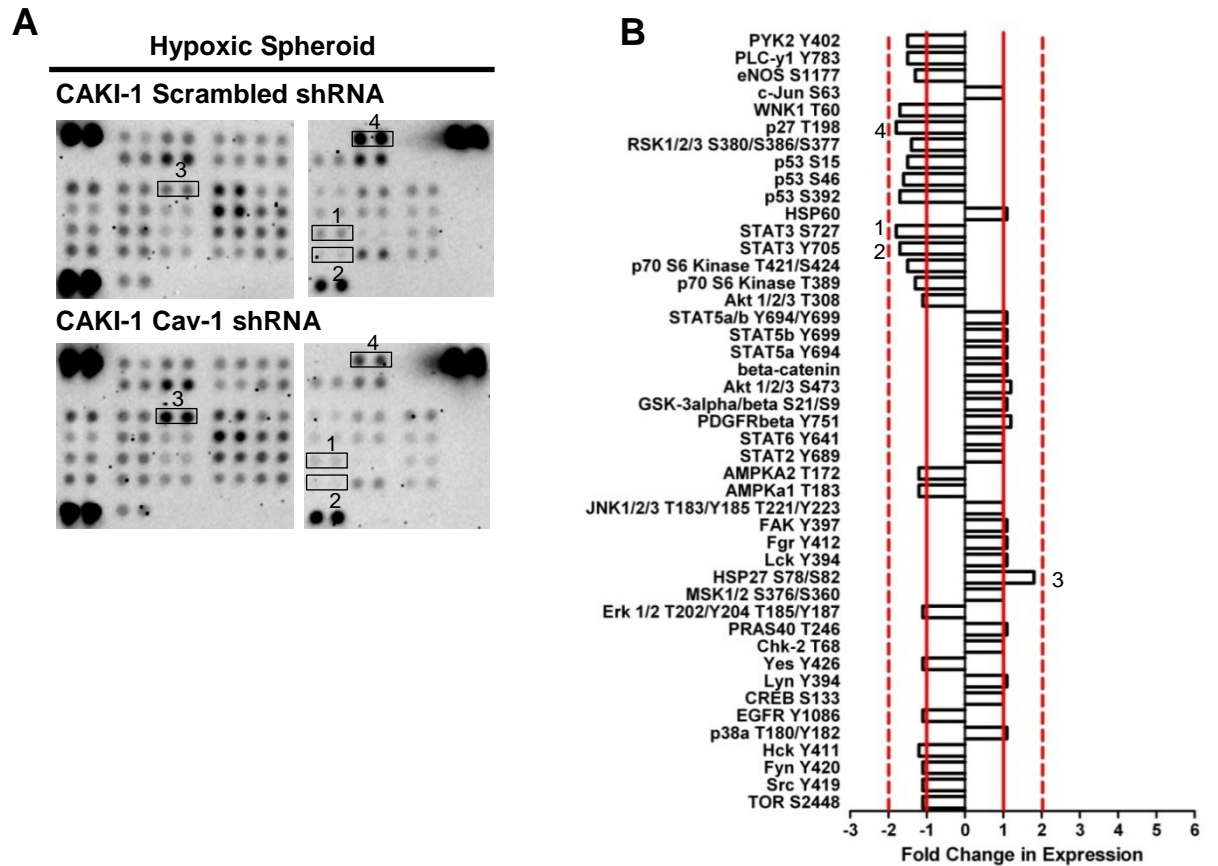 A
Hypoxic Spheroid
CAKI-1 Scrambled shRNA
4
3
1
2
CAKI-1 Cav-1 shRNA
4
3
1
2
B
PYK2 Y402
PLC-y1 Y783
eNOS S1177
c-Jun S63
WNK1 T60
p27 T198
4
RSK1/2/3 S380/S386/S377
p53 S15
p53 S46
p53 S392
HSP60
STAT3 S727
1
STAT3 Y705
2
p70 S6 Kinase T421/S424
p70 S6 Kinase T389
Akt 1/2/3 T308
STAT5a/b Y694/Y699
STAT5b Y699
STAT5a Y694
beta-catenin
Akt 1/2/3 S473
GSK-3alpha/beta S21/S9
PDGFRbeta Y751
STAT6 Y641
STAT2 Y689
AMPKA2 T172
AMPKa1 T183
JNK1/2/3 T183/Y185 T221/Y223
FAK Y397
Fgr Y412
Lck Y394
HSP27 S78/S82
3
MSK1/2 S376/S360
Erk 1/2 T202/Y204 T185/Y187
PRAS40 T246
Chk-2 T68
Yes Y426
Lyn Y394
CREB S133
EGFR Y1086
p38a T180/Y182
Hck Y411
Fyn Y420
Src Y419
TOR S2448
-3 -2 -1 0 1 2 3 4 5 6
Fold Change in Expression